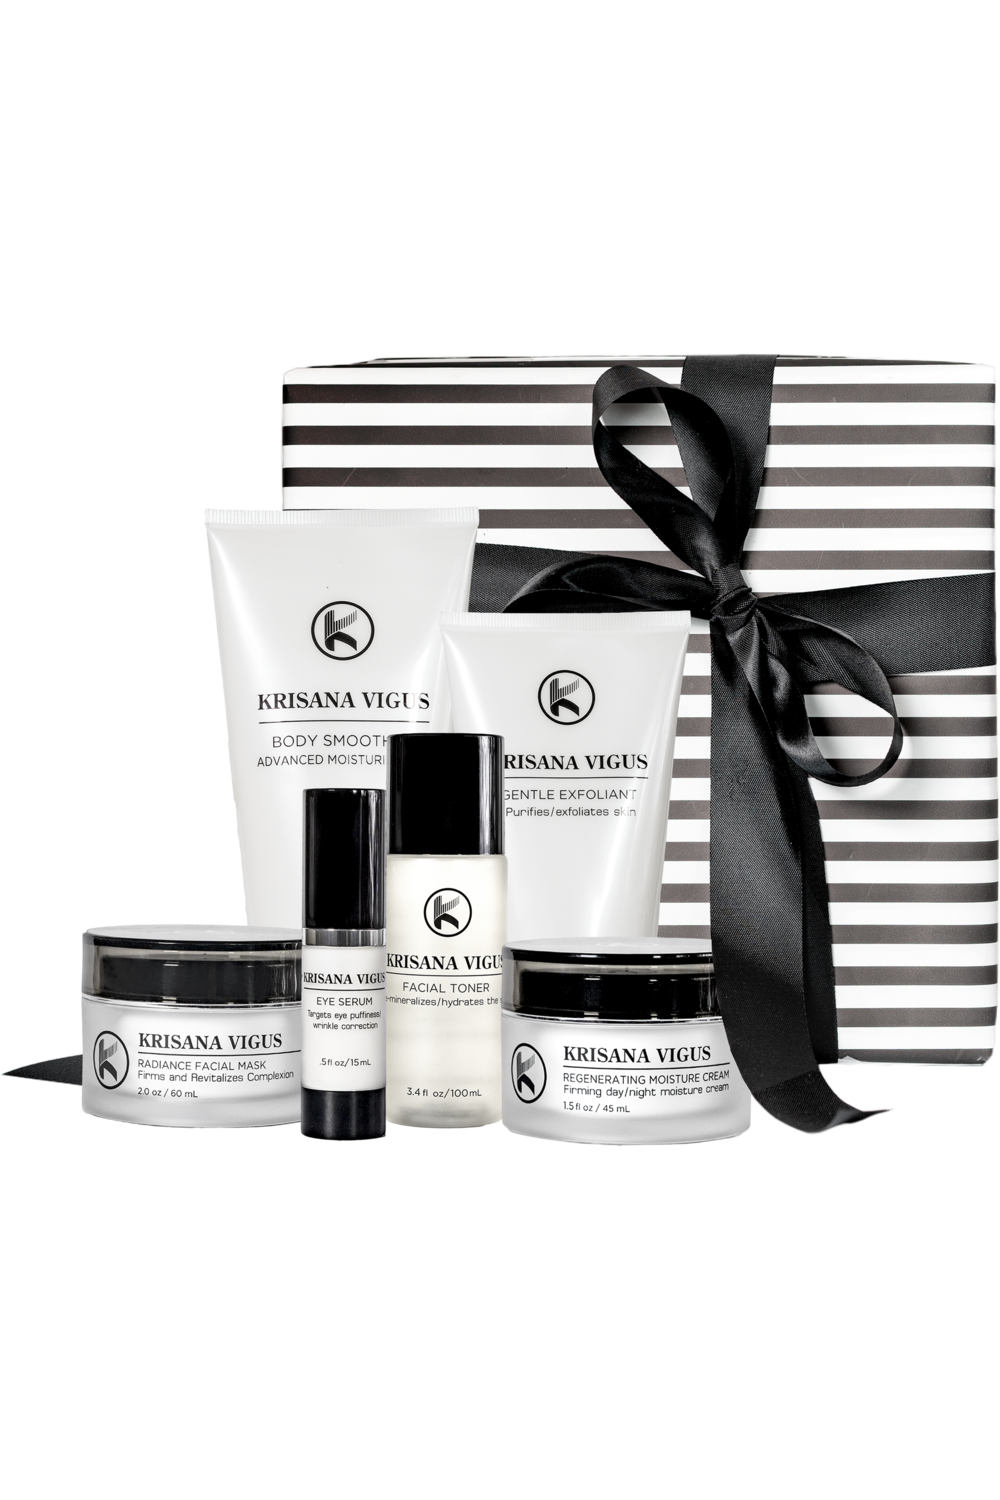 KRISANA VIGUS
BODY SMOOTH
ADVANCED
KRISANA VIGUS
EYE SERUM
Targets eye puffiness/
wrinkle correction
.5fl oz/15mL
KRISANA VIGUS
FACIAL TONER
the
3.4 fl oz/100mL
RISANA VIGUS
GENTLE EXFOLIANT
Purifies/exfoliates skin
KRISANA VIGUS
RADIANCE FACIAL MASK
Firms and Revitalizes Complexion
2.0 oz / 60 mL
KRISANA VIGUS
REGENERATING MOISTURE CREAM
Firming day/night moisture cream
1.5 fl oz / 45 mL